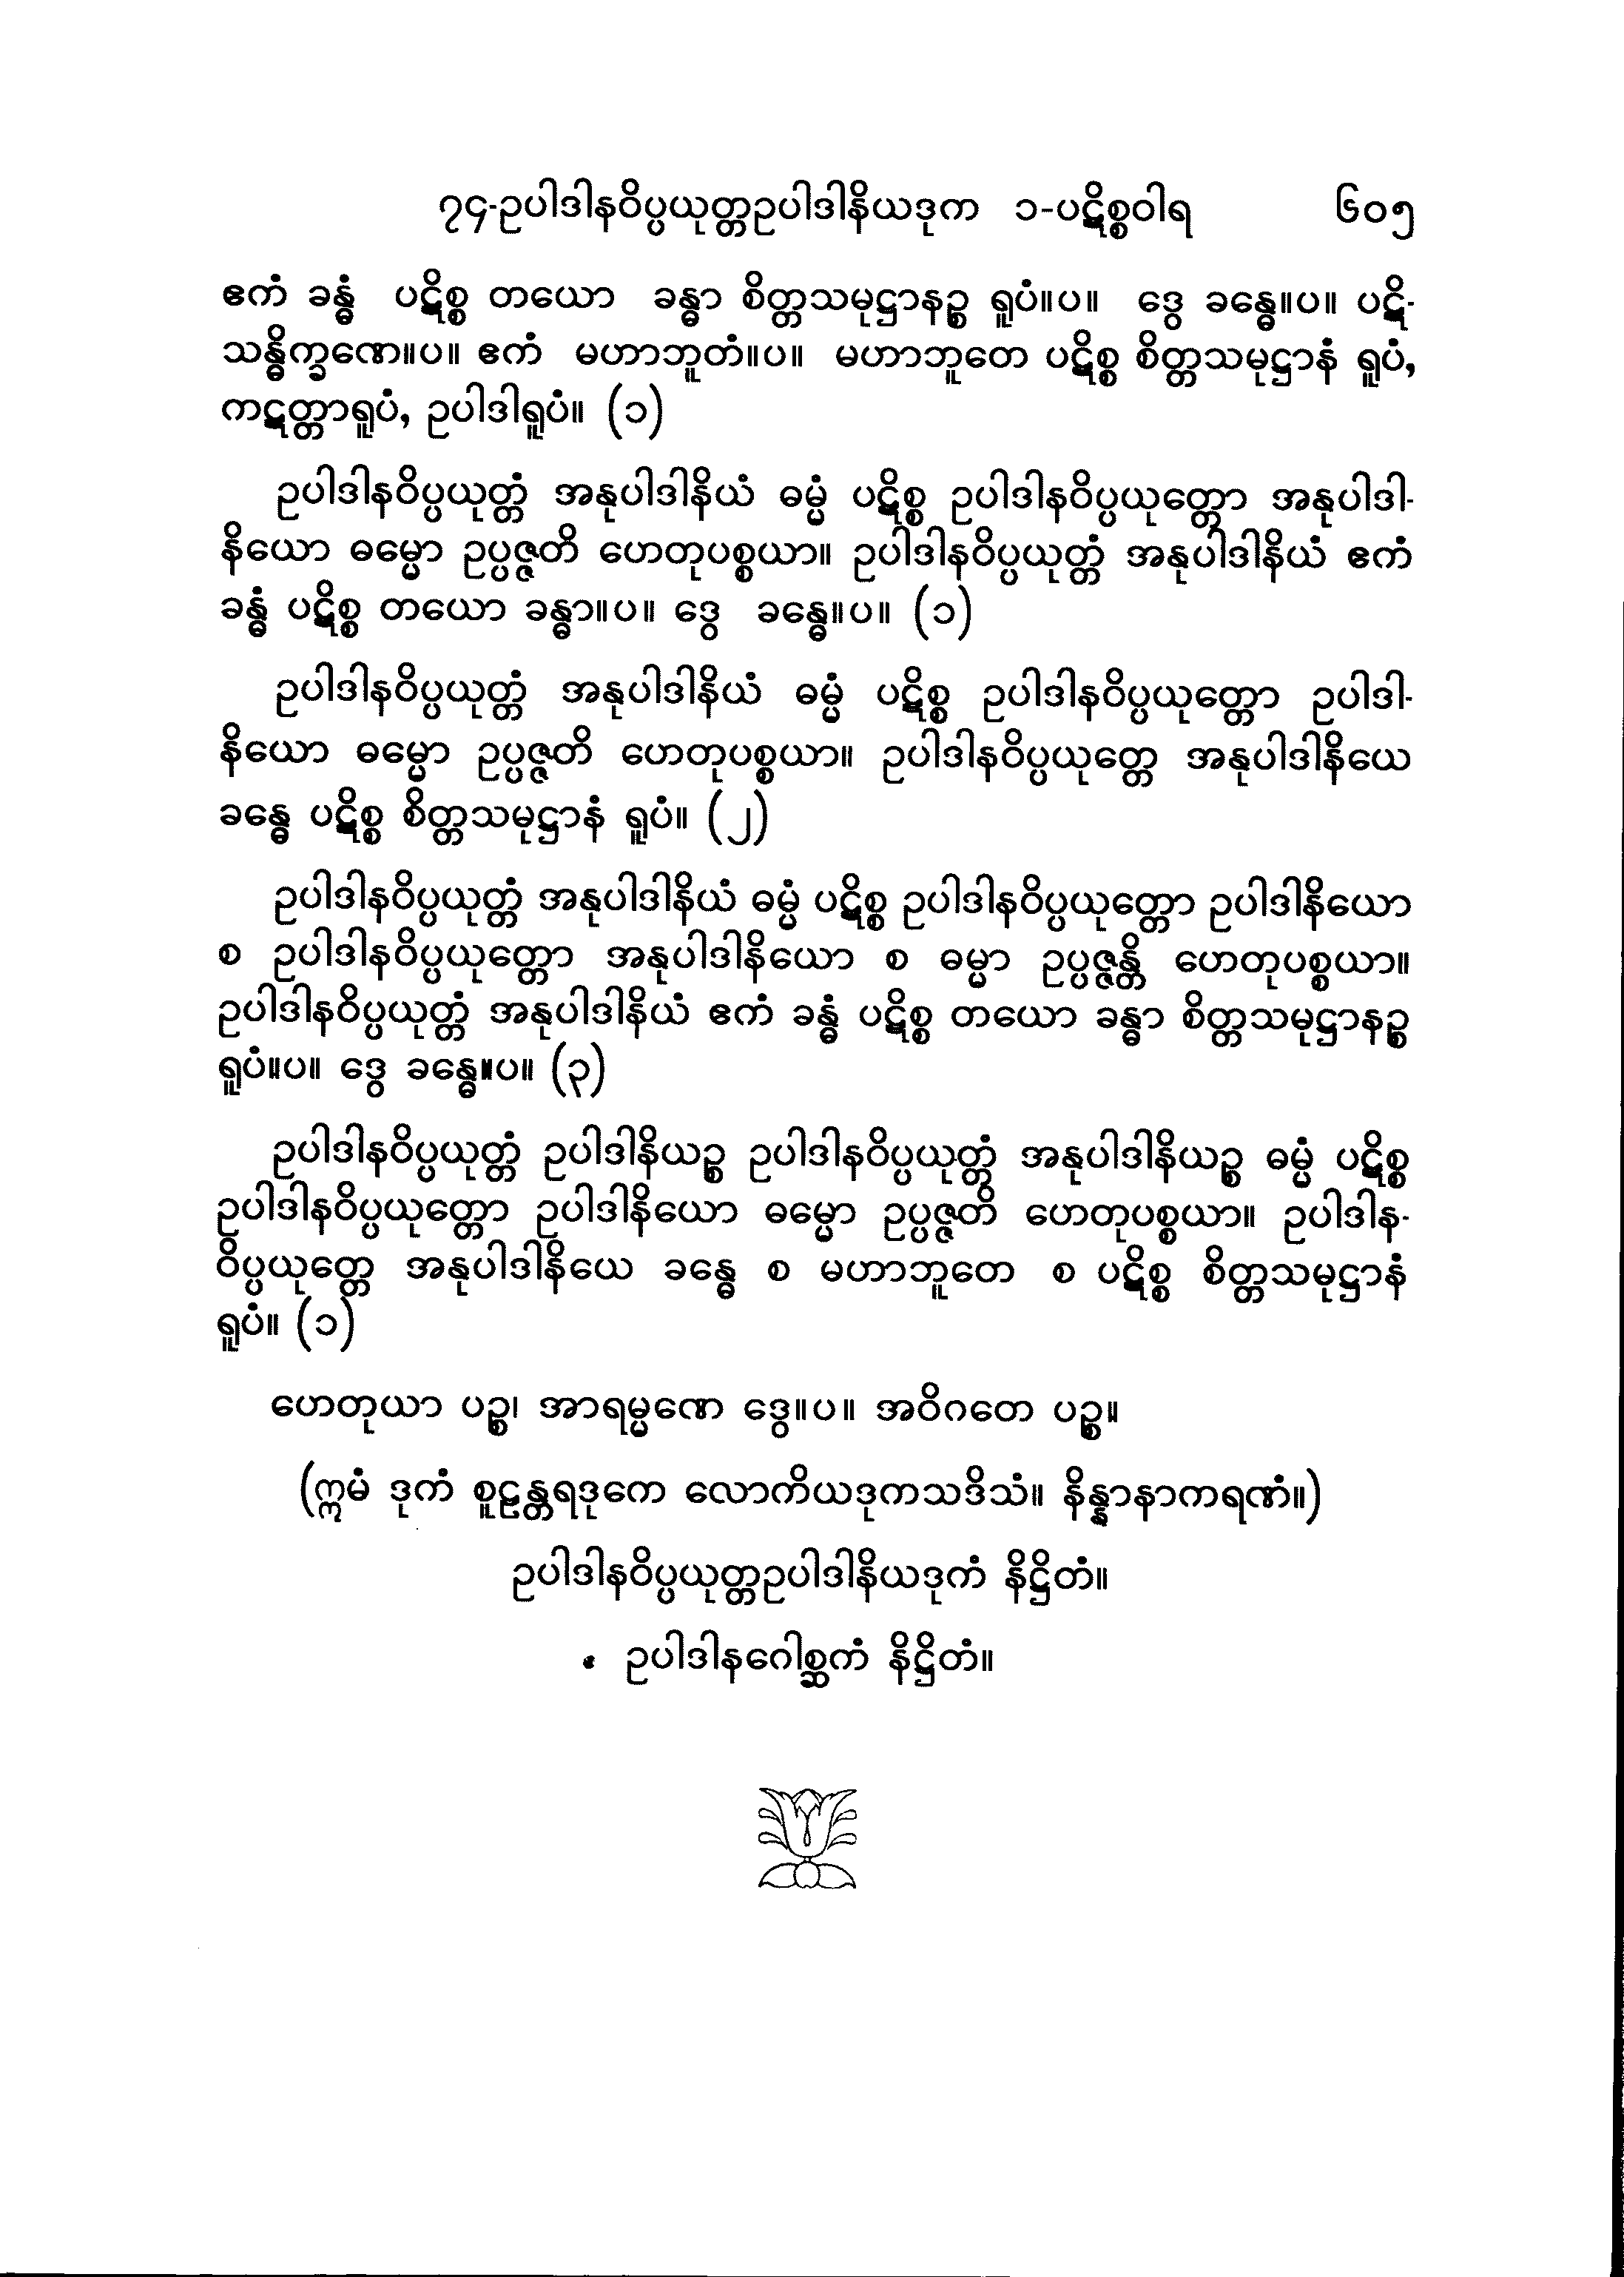 ၇၄-ဥပါဒါနဝိပ္ပယုတ္တဥပါဒါနိယဒုက ၁-ပဋိစ္စဝါရ ၆၀၅
ဧကံ ခန္ဓံ ပဋိစ္စ တယော ခန္ဓာ စိတ္တသမုဋ္ဌာနဉ္စ ရူပံ။ပ။ ဒွေ ခန္ဓေ။ပ။ ပဋိ-
သန္ဓိက္ခဏေ။ပ။ ဧကံ မဟာဘူတံ။ပ။ မဟာဘူတေ ပဋိစ္စ စိတ္တသမုဋ္ဌာနံ ရူပံ,
ကဋတ္တာရူပံ, ဥပါဒါရူပံ။ (၁)
ဥပါဒါနဝိပ္ပယုတ္တံ အနုပါဒါနိယံ ဓမ္မံ ပဋိစ္စ ဥပါဒါနဝိပ္ပယုတ္တော အနုပါဒါ-
နိယော ဓမ္မော ဥပ္ပဇ္ဇတိ ဟေတုပစ္စယာ။ ဥပါဒါနဝိပ္ပယုတ္တံ အနုပါဒါနိယံ ဧကံ
ခန္ဓံ ပဋိစ္စ တယော ခန္ဓာ။ပ။ ဒွေ ခန္ဓေ။ပ။ (၁)
ဥပါဒါနဝိပ္ပယုတ္တံ အနုပါဒါနိယံ ဓမ္မံ ပဋိစ္စ ဥပါဒါနဝိပ္ပယုတ္တော ဥပါဒါ-
နိယော ဓမ္မော ဥပ္ပဇ္ဇတိ ဟေတုပစ္စယာ။ ဥပါဒါနဝိပ္ပယုတ္တေ အနုပါဒါနိယေ
ခန္ဓေ ပဋိစ္စ စိတ္တသမုဋ္ဌာနံ ရူပံ။ (၂)
ဥပါဒါနဝိပ္ပယုတ္တံ အနုပါဒါနိယံ ဓမ္မံ ပဋိစ္စ ဥပါဒါနဝိပ္ပယုတ္တော ဥပါဒါနိယော
စ ဥပါဒါနဝိပ္ပယုတ္တော အနုပါဒါနိယော စ ဓမ္မာ ဥပ္ပဇ္ဇန္တိ ဟေတုပစ္စယာ။
ဥပါဒါနဝိပ္ပယုတ္တံ အနုပါဒါနိယံ ဧကံ ခန္ဓံ ပဋိစ္စ တယော ခန္ဓာ စိတ္တသမုဋ္ဌာနဉ္စ
ရူပံ။ပ။ ဒွေ ခန္ဓေ။ပ။ (၃)
ဥပါဒါနဝိပ္ပယုတ္တံ ဥပါဒါနိယဉ္စ ဥပါဒါနဝိပ္ပယုတ္တံ အနုပါဒါနိယဉ္စ ဓမ္မံ ပဋိစ္စ
ဥပါဒါနဝိပ္ပယုတ္တော ဥပါဒါနိယော ဓမ္မော ဥပ္ပဇ္ဇတိ ဟေတုပစ္စယာ။ ဥပါဒါန-
ဝိပ္ပယုတ္တေ အနုပါဒါနိယေ ခန္ဓေ စ မဟာဘူတေ စ ပဋိစ္စ စိတ္တသမုဋ္ဌာနံ
ရူပံ။ (၁)
ဟေတုယာ ပဉ္စ၊ အာရမ္မဏေ ဒွေ။ပ။ အဝိဂတေ ပဉ္စ။
(ဣမံ ဒုကံ စူဠန္တရဒုကေ လောကိယဒုကသဒိသံ။ နိန္နာနာကရဏံ။)
ဥပါဒါနဝိပ္ပယုတ္တဥပါဒါနိယဒုကံ နိဋ္ဌိတံ။
ဥပါဒါနဂေါစ္ဆကံ နိဋ္ဌိတံ။